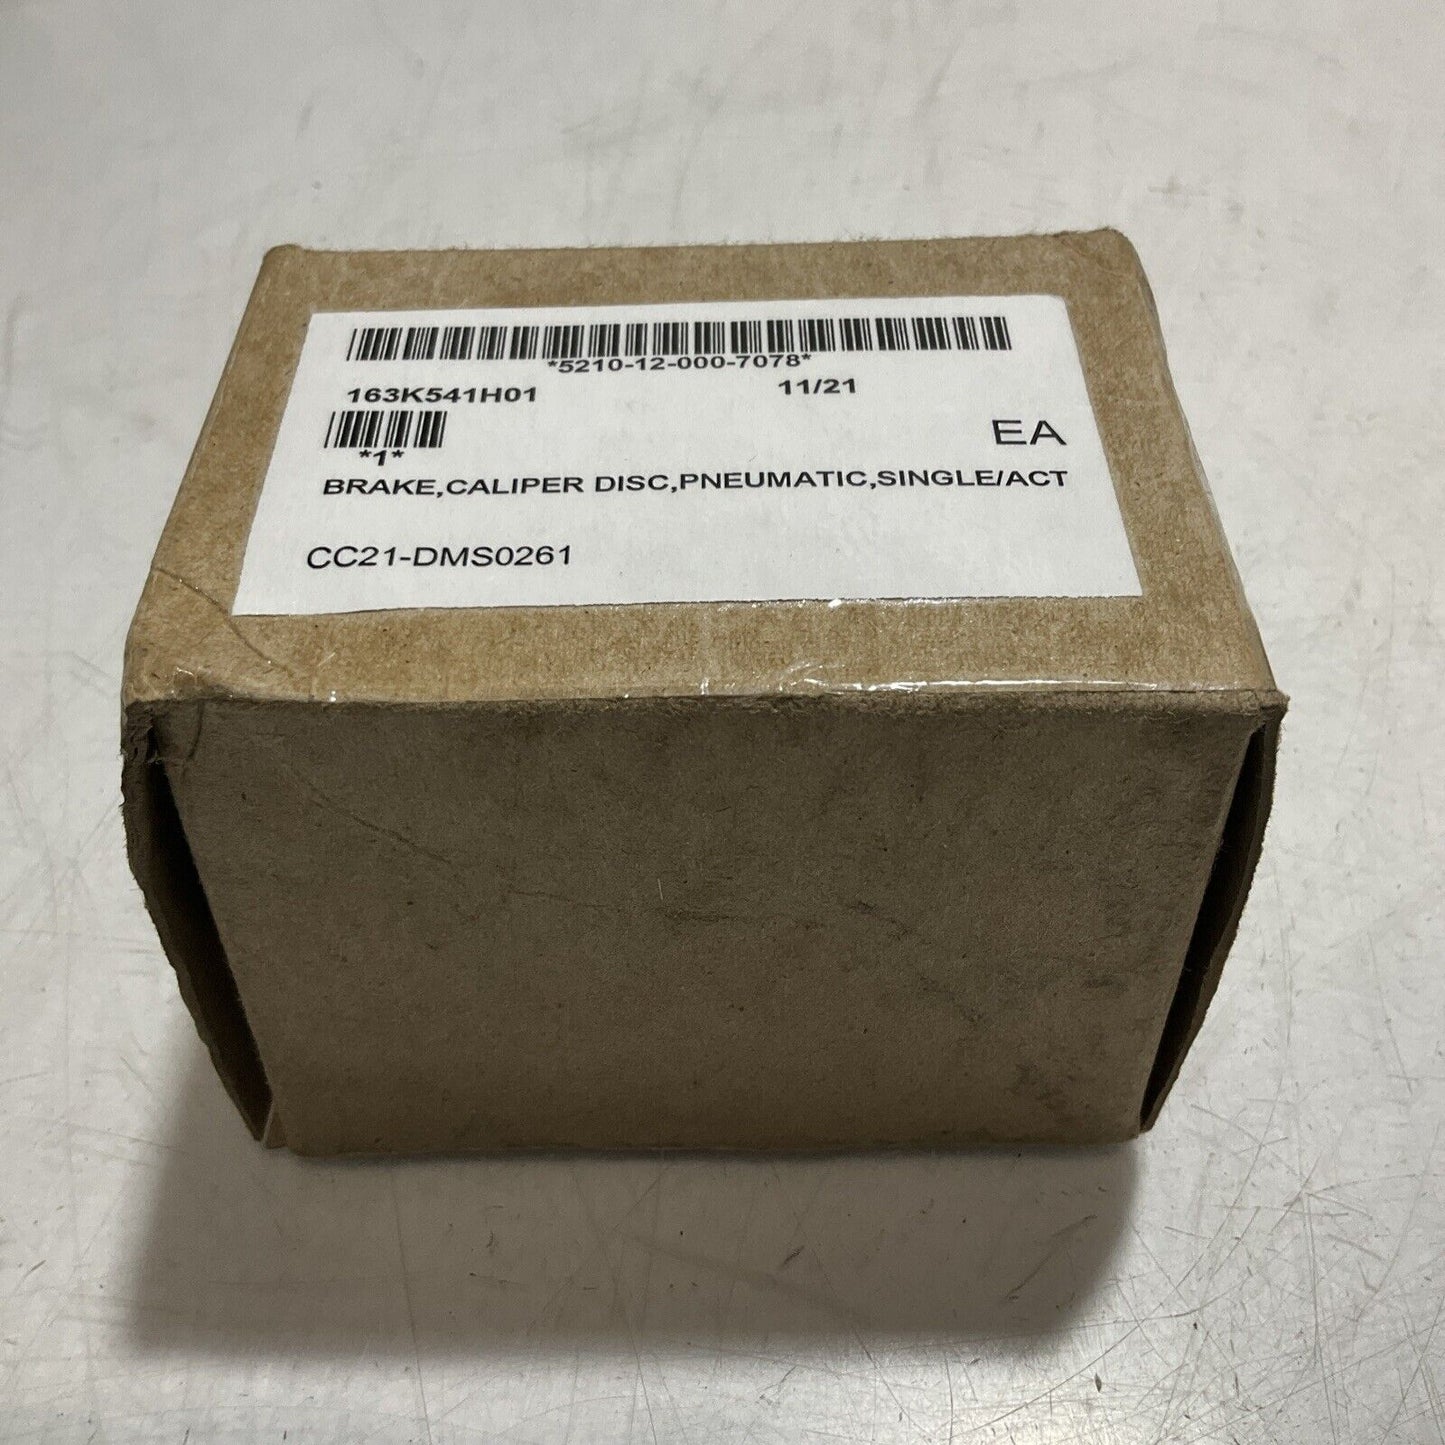 *5210-12-000-7078*
163K541H01 11/21
*1* EA
BRAKE,CALIPER DISC,PNEUMATIC,SINGLE/ACT
CC21-DMS0261